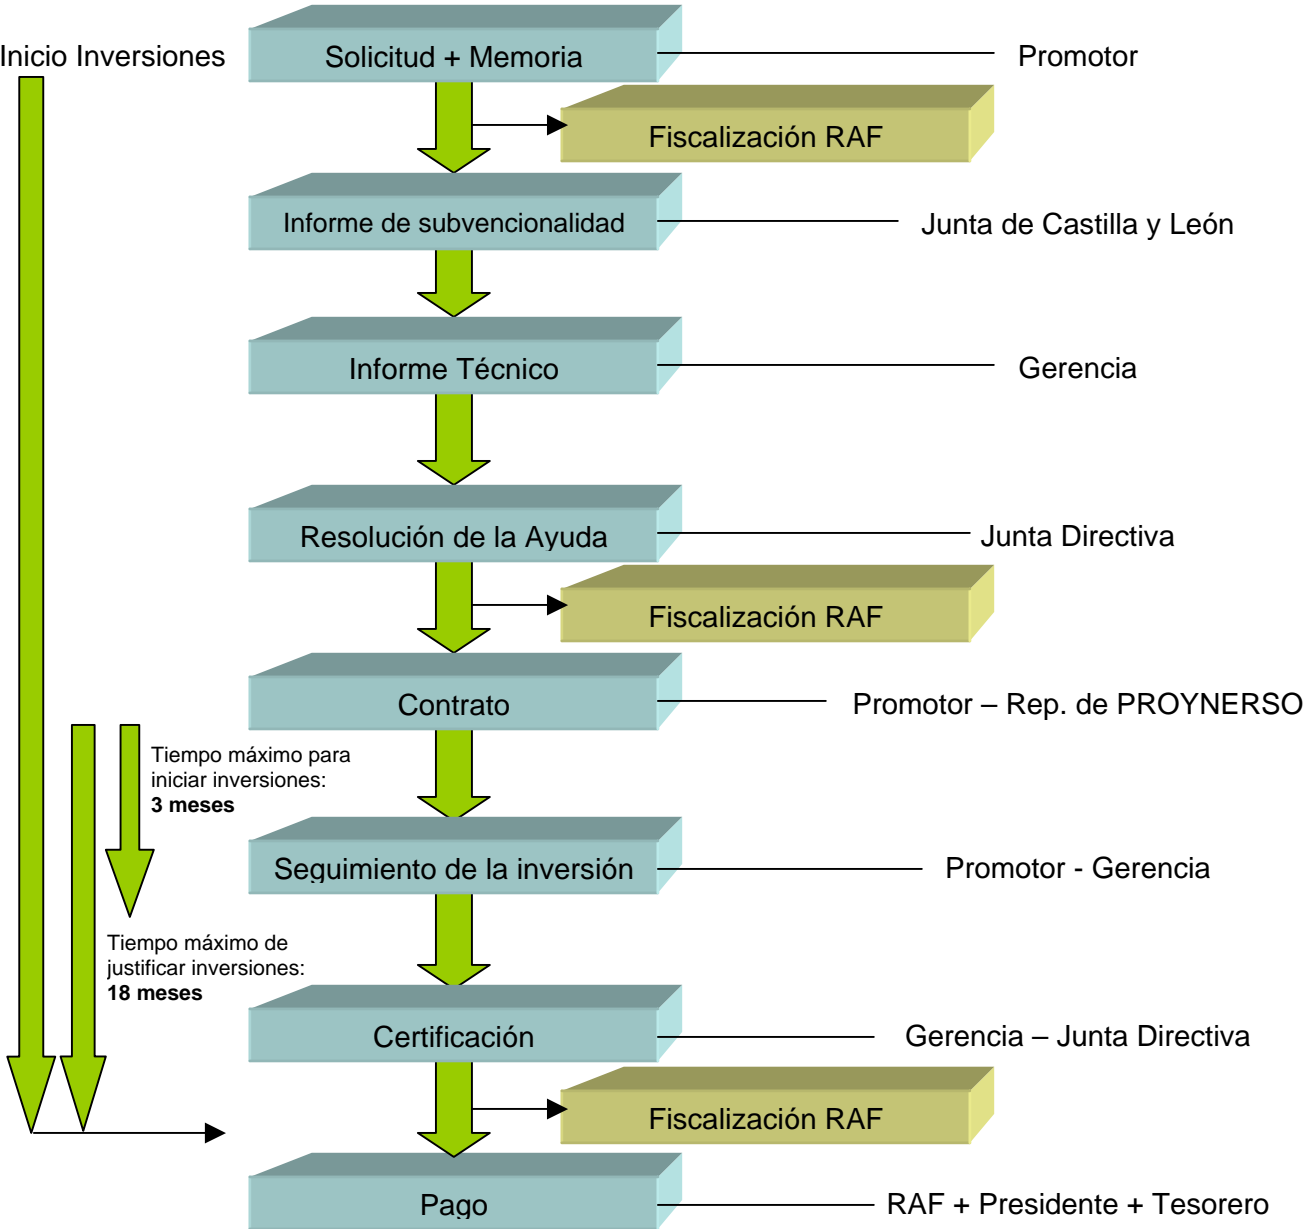 Inicio Inversiones
Solicitud + Memoria
Promotor
Fiscalización RAF
Informe de subvencionalidad
Junta de Castilla y León
Informe Técnico
Gerencia
Resolución de la Ayuda
Junta Directiva
Fiscalización RAF
Contrato
Promotor – Rep. de PROYNERSO
Tiempo máximo para
iniciar inversiones:
3 meses
Seguimiento de la inversión
Promotor - Gerencia
Tiempo máximo de
justificar inversiones:
18 meses
Certificación
Gerencia – Junta Directiva
Fiscalización RAF
Pago
RAF + Presidente + Tesorero